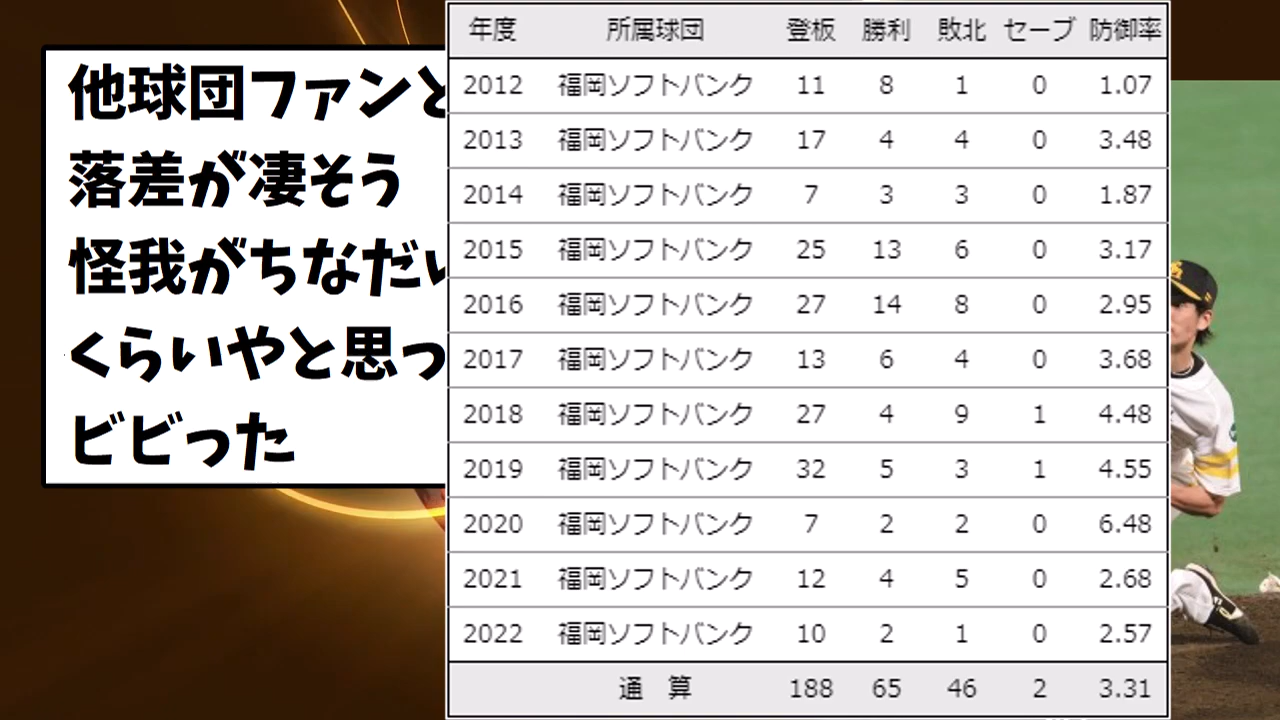 他球団ファンと
落差が凄そう
怪我がちなだい
くらいやと思っ
ビビった
年度 所属球団 登板 勝利 敗北 セーブ 防御率
2012 福岡ソフトバンク 11 8 1 0 1.07
2013 福岡ソフトバンク 17 4 4 0 3.48
2014 福岡ソフトバンク 7 3 3 0 1.87
2015 福岡ソフトバンク 25 13 6 0 3.17
2016 福岡ソフトバンク 27 14 8 0 2.95
2017 福岡ソフトバンク 13 6 4 0 3.68
2018 福岡ソフトバンク 27 4 9 1 4.48
2019 福岡ソフトバンク 32 5 3 1 4.55
2020 福岡ソフトバンク 7 2 2 0 6.48
2021 福岡ソフトバンク 12 4 5 0 2.68
2022 福岡ソフトバンク 10 2 1 0 2.57
通 算 188 65 46 2 3.31